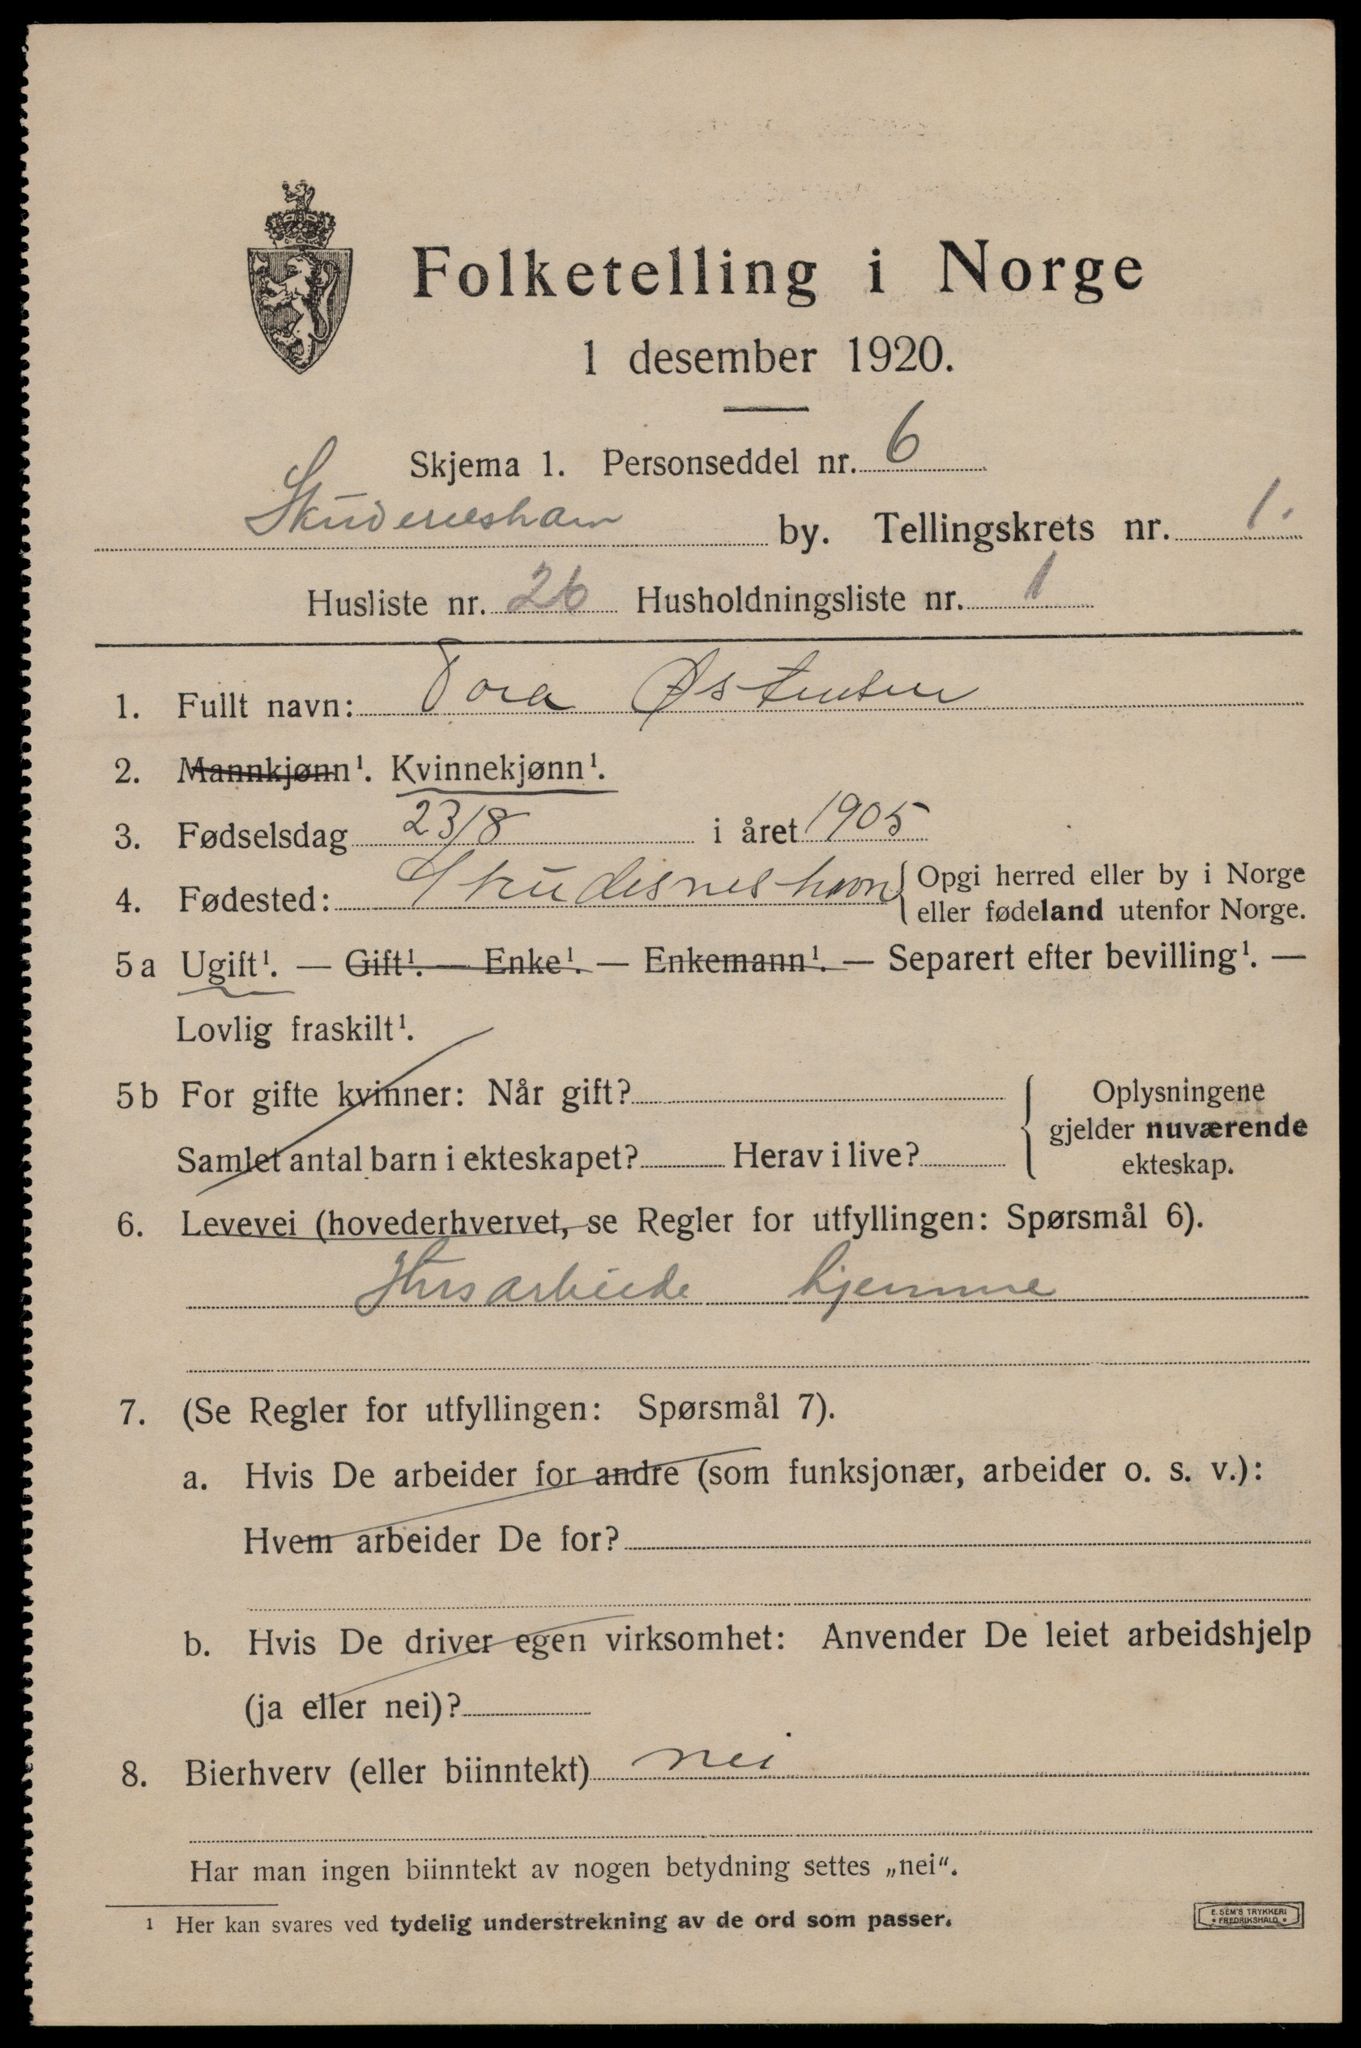 Folketelling i Norge
1 desember 1920.
Skjema 1. Personseddel nr. 6
Skudeneshavn by. Tellingskrets nr. 1.
Husliste nr. 26 Husholdningsliste nr. 1
1. Fullt navn: Tora Østensen
2. Mannkjønn¹. Kvinnekjønn¹.
3. Fødselsdag 23/8 i året 1905
4. Fødested: Skudesneshavn { Opgi herred eller by i Norge
eller fødeland utenfor Norge.
5 a Ugift¹. — Gift¹. — Enke¹. — Enkemann¹. — Separert efter bevilling¹. —
Lovlig fraskilt¹.
5 b For gifte kvinner: Når gift?
Samlet antal barn i ekteskapet? Herav i live?
{ Oplysningene
gjelder nuværende
ekteskap.
6. Levevei (hovederhvervet, se Regler for utfyllingen: Spørsmål 6).
Husarbeide hjemme
7. (Se Regler for utfyllingen: Spørsmål 7).
a. Hvis De arbeider for andre (som funksjonær, arbeider o. s. v.):
Hvem arbeider De for?
b. Hvis De driver egen virksomhet: Anvender De leiet arbeidshjelp
(ja eller nei)?
8. Bierhverv (eller biinntekt) nei
Har man ingen biinntekt av nogen betydning settes „nei“.
¹ Her kan svares ved tydelig understrekning av de ord som passer.
E. SEM'S TRYKKERI
* FREDRIKSHALD *